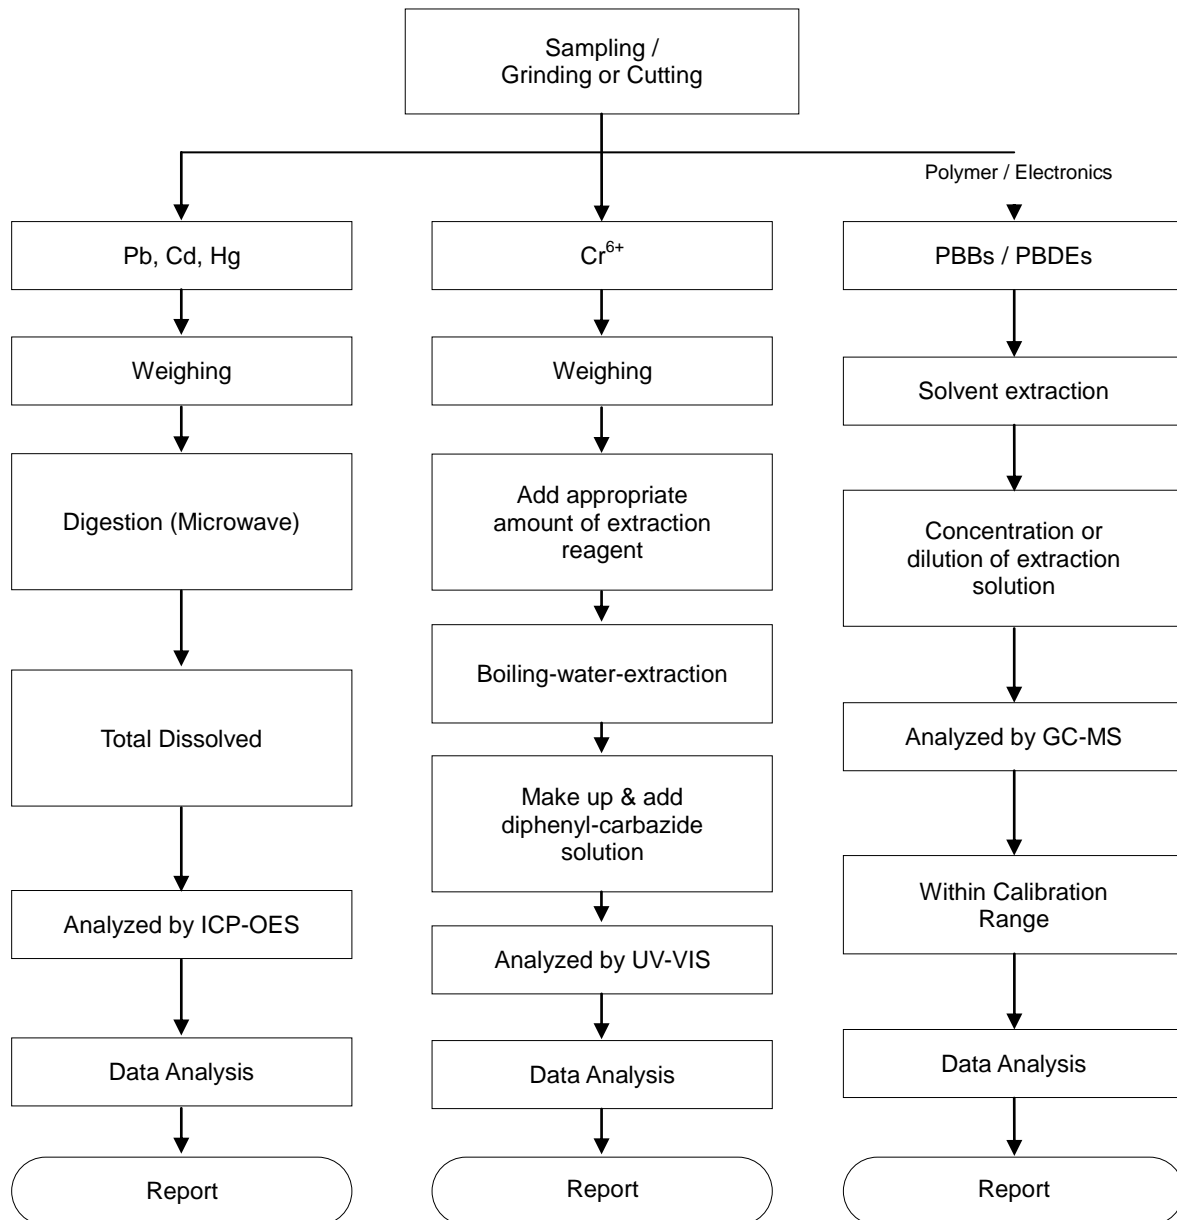 Sampling /
Grinding or Cutting
Polymer / Electronics
Pb, Cd, Hg
Weighing
Digestion (Microwave)
Total Dissolved
Analyzed by ICP-OES
Data Analysis
Report
Cr6+
Weighing
Add appropriate
amount of extraction
reagent
Boiling-water-extraction
Make up & add
diphenyl-carbazide
solution
Analyzed by UV-VIS
Data Analysis
Report
PBBs / PBDEs
Solvent extraction
Concentration or
dilution of extraction
solution
Analyzed by GC-MS
Within Calibration
Range
Data Analysis
Report